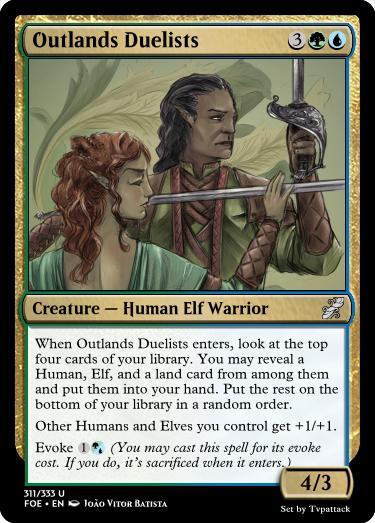 Outlands Duelists 3
Creature — Human Elf Warrior
When Outlands Duelists enters, look at the top
four cards of your library. You may reveal a
Human, Elf, and a land card from among them
and put them into your hand. Put the rest on the
bottom of your library in a random order.
Other Humans and Elves you control get +1/+1.
Evoke 1 (You may cast this spell for its evoke
cost. If you do, it's sacrificed when it enters.)
4/3
311/333 U
FOE • EN João Vitor Batista
Set by Tvpattack